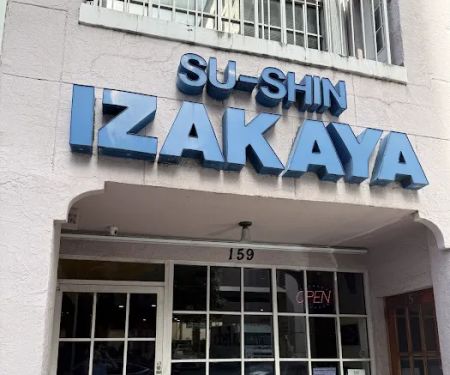 SU-SHIN
IZAKAYA
159
OPEN